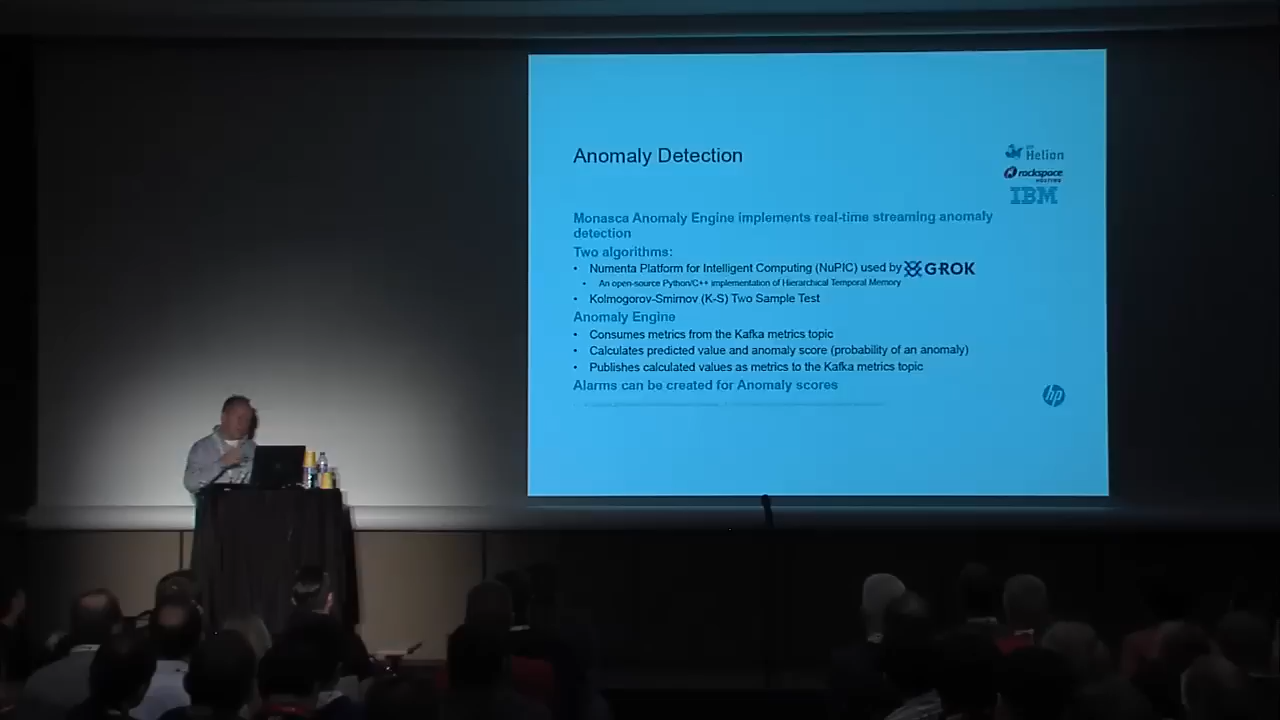 Anomaly Detection
Helion
rackspace
HOSTING
IBM
Monasca Anomaly Engine implements real-time streaming anomaly
detection
Two algorithms:
• Numenta Platform for Intelligent Computing (NuPIC) used by GROK
• An open-source Python/C++ implementation of Hierarchical Temporal Memory
• Kolmogorov-Smirnov (K-S) Two Sample Test
Anomaly Engine
• Consumes metrics from the Kafka metrics topic
• Calculates predicted value and anomaly score (probability of an anomaly)
• Publishes calculated values as metrics to the Kafka metrics topic
Alarms can be created for Anomaly scores
hp